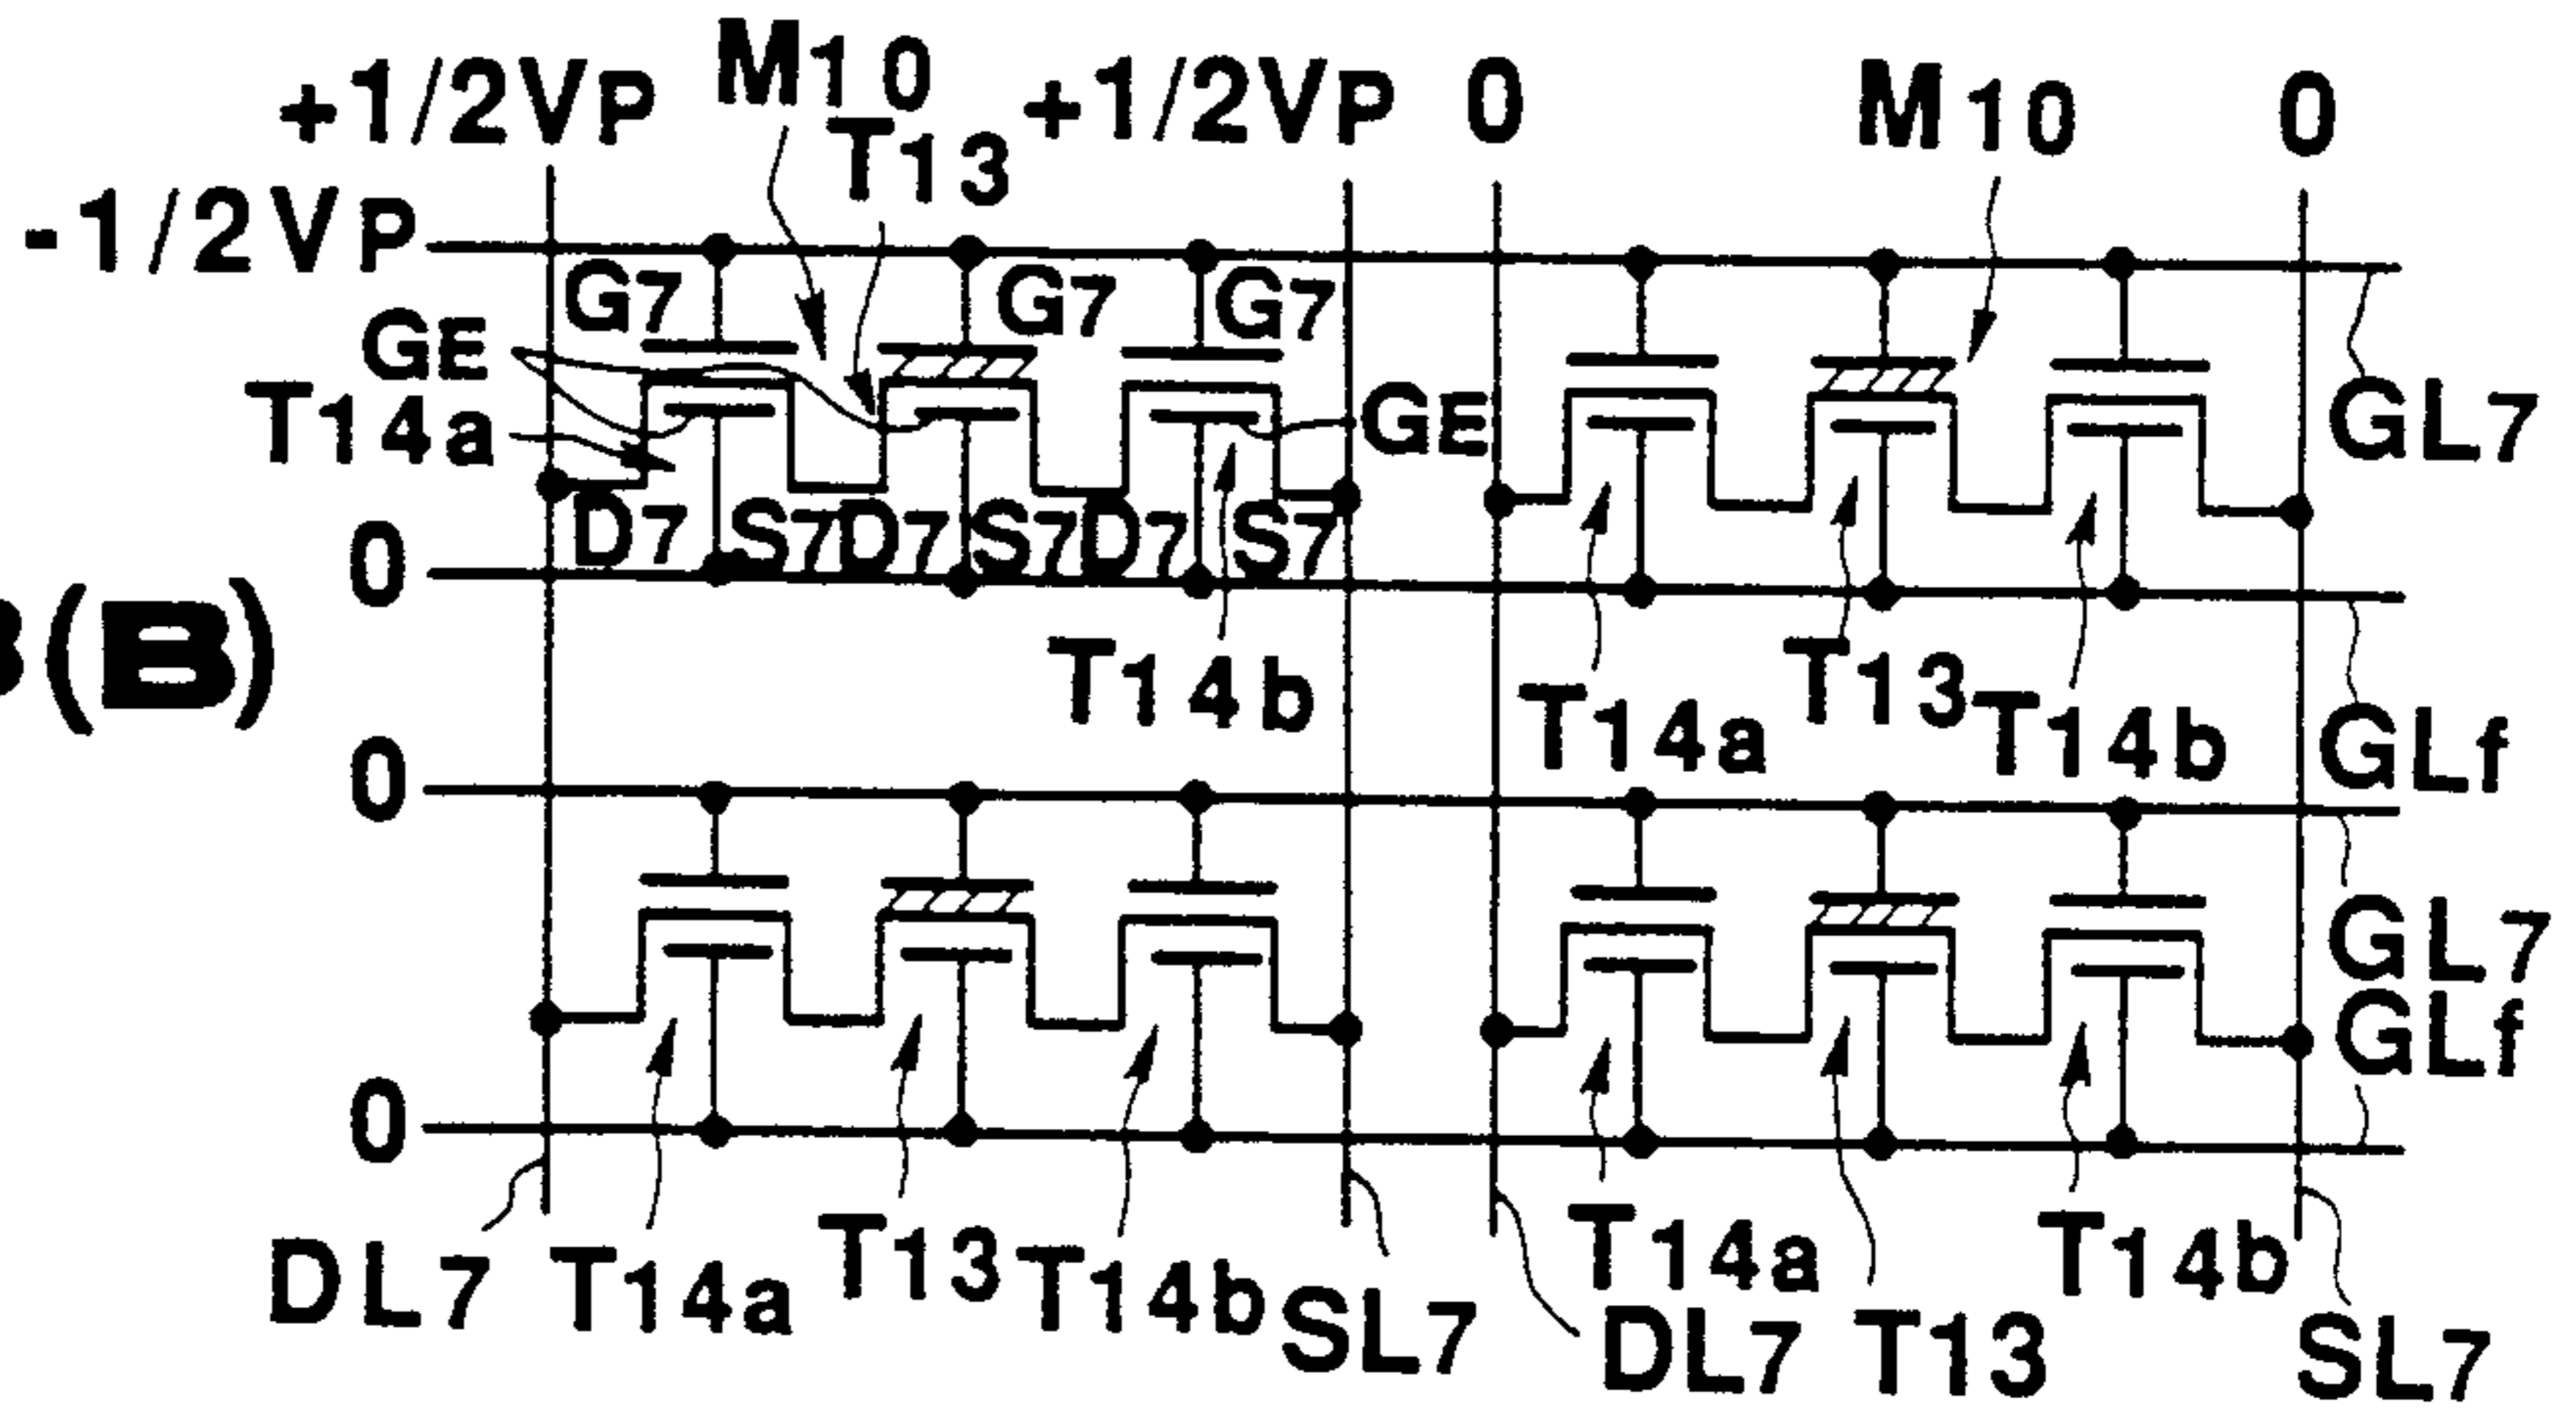 +1/2VP M10 +1/2VP 0 M10 0
T13
-1/2VP
G7 G7 G7
GE
T14a GE GL7
D7 S7 D7 S7 D7 S7
0
(B)
T14b T14a T13 T14b GLf
0
GL7
GLf
0
DL7 T14a T13 T14b SL7 DL7 T14a T13 T14b SL7